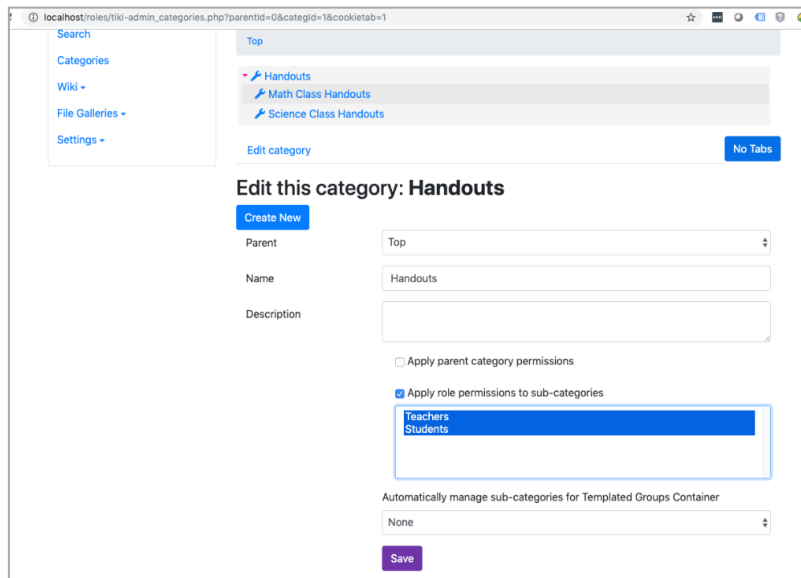 localhost/roles/tiki-admin_categories.php?parentId=0&categId=1&cookietab=1
Search
Categories
Wiki
File Galleries
Settings
Top
Handouts
Math Class Handouts
Science Class Handouts
Edit category
No Tabs
Edit this category: Handouts
Create New
Parent
Top
Name
Handouts
Description
Apply parent category permissions
Apply role permissions to sub-categories
Teachers
Students
Automatically manage sub-categories for Templated Groups Container
None
Save